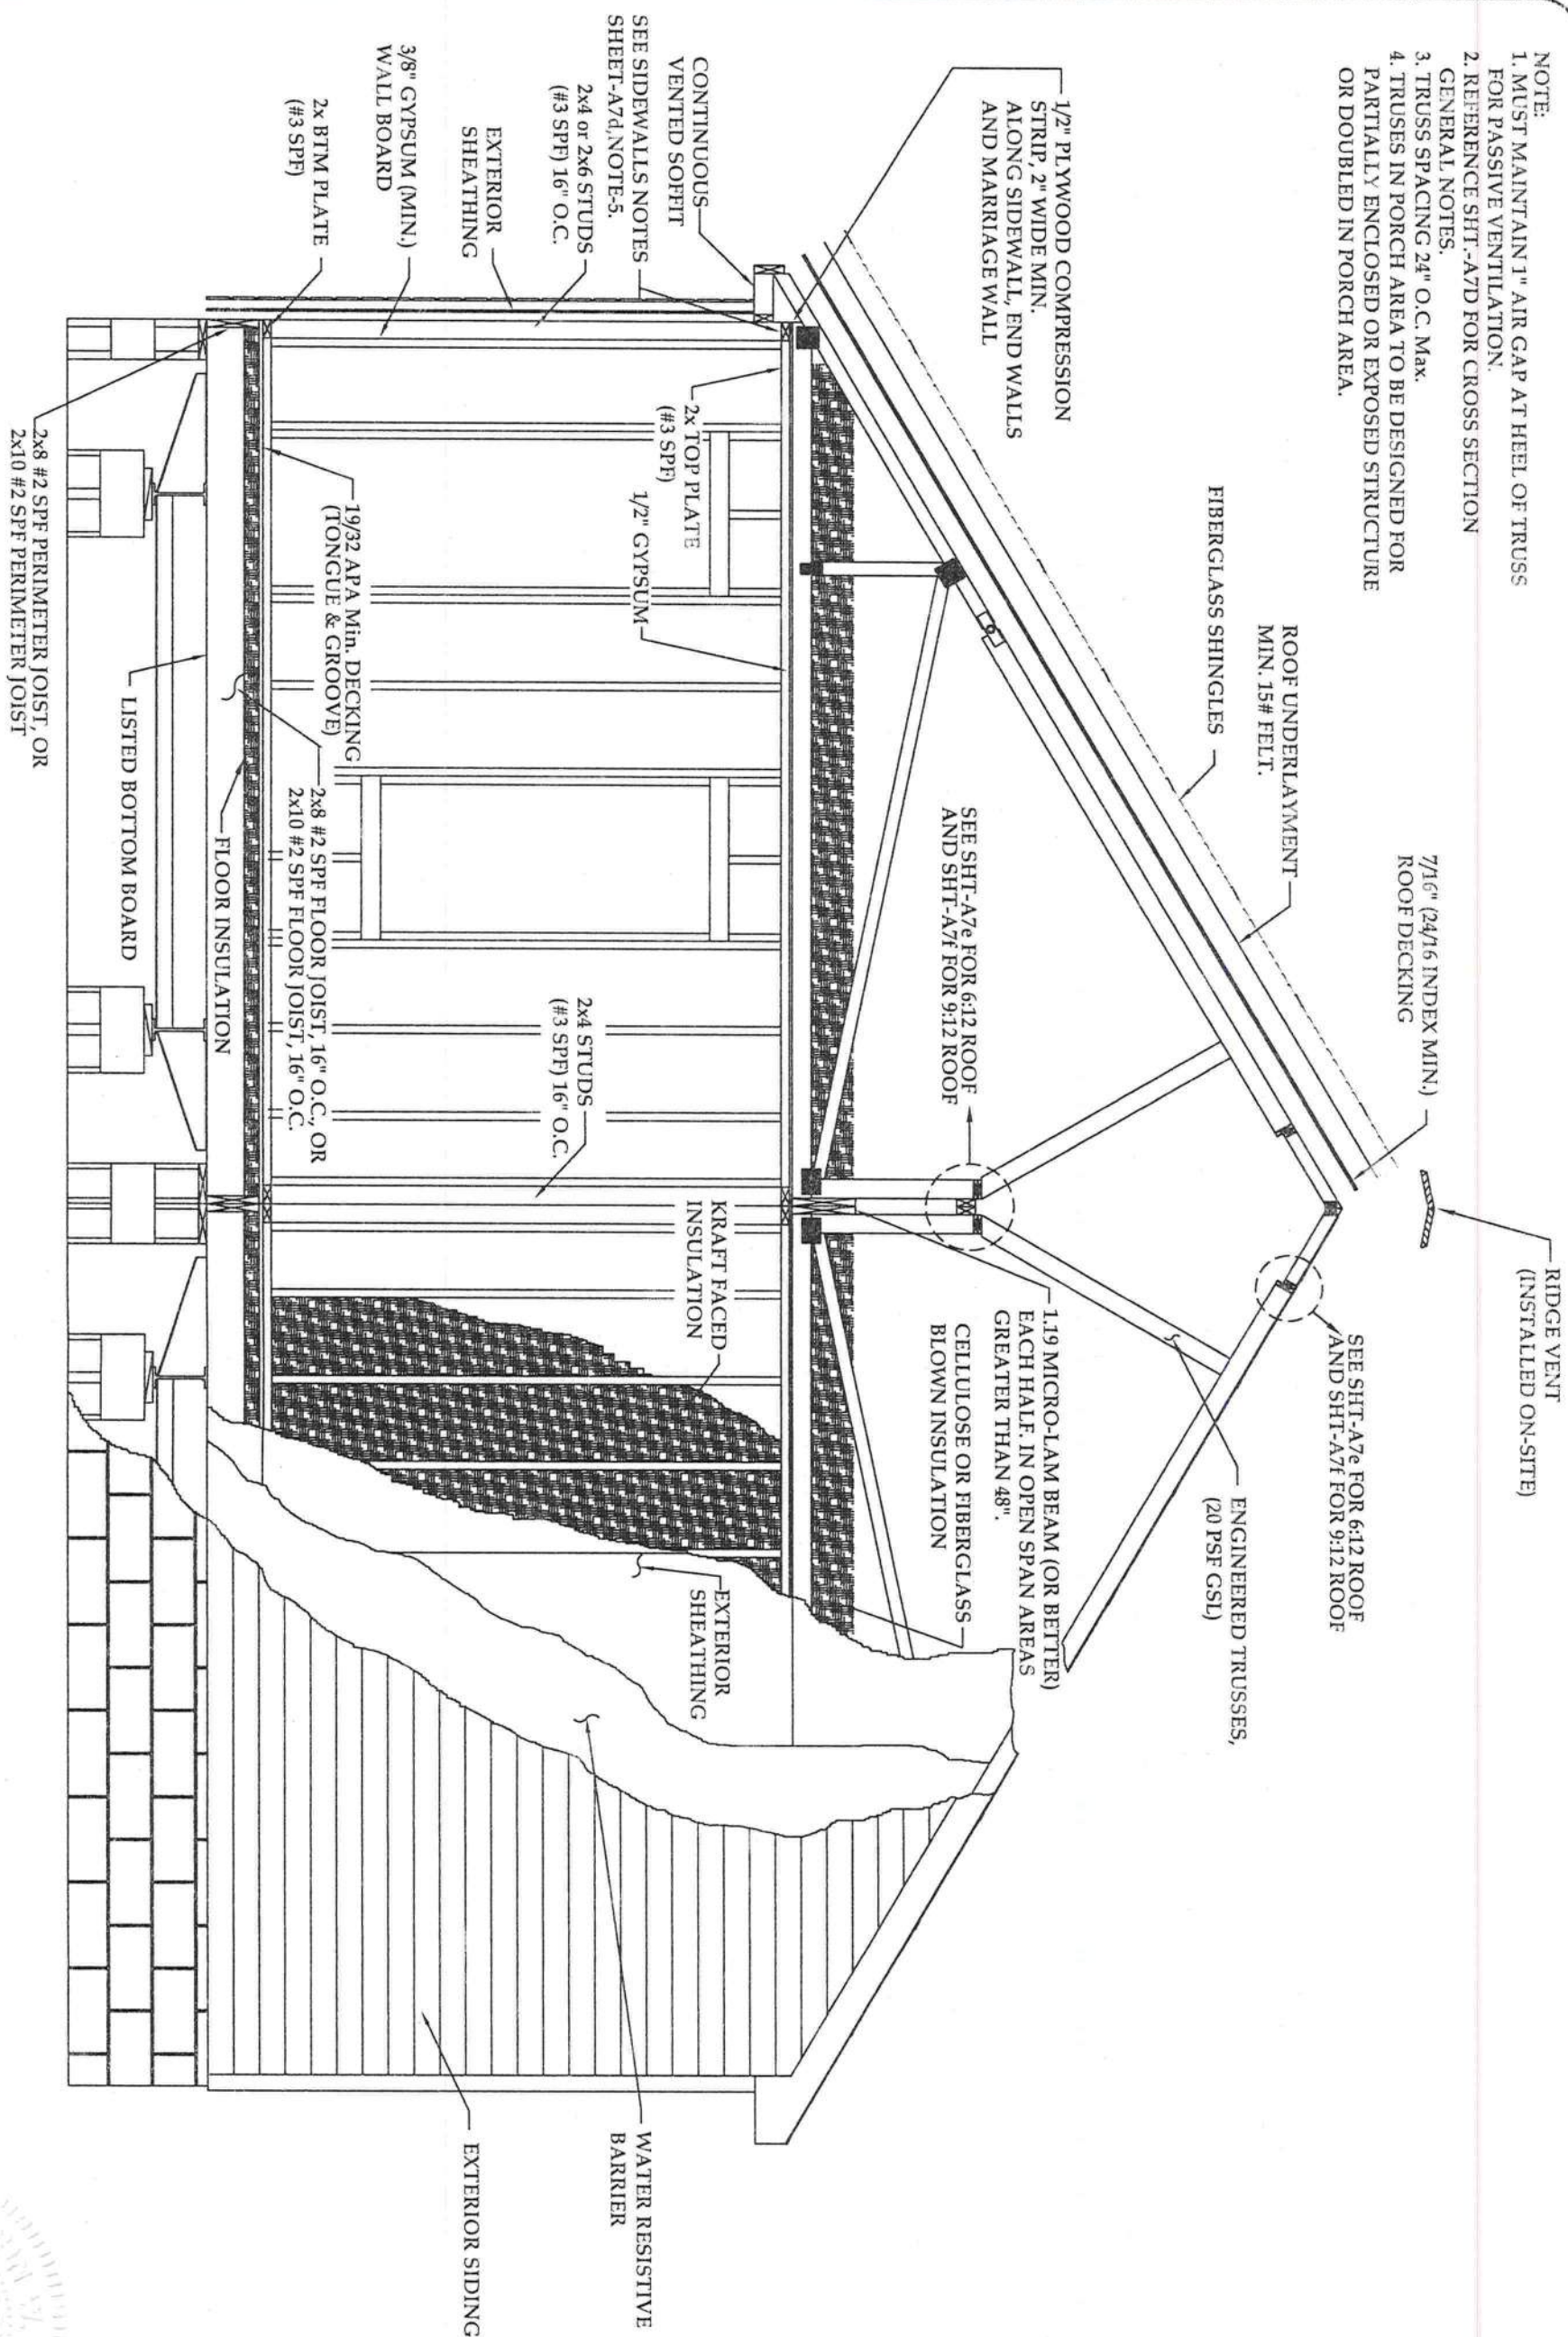 NOTE:
1. MUST MAINTAIN 1" AIR GAP AT HEEL OF TRUSS
FOR PASSIVE VENTILATION.
2. REFERENCE SHT.-A7D FOR CROSS SECTION
GENERAL NOTES.
3. TRUSS SPACING 24" O.C. Max.
4. TRUSES IN PORCH AREA TO BE DESIGNED FOR
PARTIALLY ENCLOSED OR EXPOSED STRUCTURE
OR DOUBLED IN PORCH AREA.
RIDGE VENT
(INSTALLED ON-SITE)
7/16" (24/16 INDEX MIN.)
ROOF DECKING
ROOF UNDERLAYMENT
MIN. 15# FELT.
FIBERGLASS SHINGLES
SEE SHT-A7e FOR 6:12 ROOF
AND SHT-A7f FOR 9:12 ROOF
ENGINEERED TRUSSES,
(20 PSF GSL)
SEE SHT-A7e FOR 6:12 ROOF
AND SHT-A7f FOR 9:12 ROOF
1.19 MICRO-LAM BEAM (OR BETTER)
EACH HALF. IN OPEN SPAN AREAS
GREATER THAN 48".
CELLULOSE OR FIBERGLASS
BLOWN INSULATION
1/2" PLYWOOD COMPRESSION
STRIP, 2" WIDE MIN.
ALONG SIDEWALL, END WALLS
AND MARRIAGE WALL
CONTINUOUS
VENTED SOFFIT
SEE SIDEWALLS NOTES
SHEET-A7d,NOTE-5.
2x4 or 2x6 STUDS
(#3 SPF) 16" O.C.
EXTERIOR
SHEATHING
3/8" GYPSUM (MIN.)
WALL BOARD
2x BTM PLATE
(#3 SPF)
2x TOP PLATE
(#3 SPF)
1/2" GYPSUM
KRAFT FACED
INSULATION
EXTERIOR
SHEATHING
2x4 STUDS
(#3 SPF) 16" O.C.
WATER RESISTIVE
BARRIER
EXTERIOR SIDING
19/32 APA Min. DECKING
(TONGUE & GROOVE)
2x8 #2 SPF FLOOR JOIST, 16" O.C., OR
2x10 #2 SPF FLOOR JOIST, 16" O.C.
FLOOR INSULATION
LISTED BOTTOM BOARD
2x8 #2 SPF PERIMETER JOIST, OR
2x10 #2 SPF PERIMETER JOIST